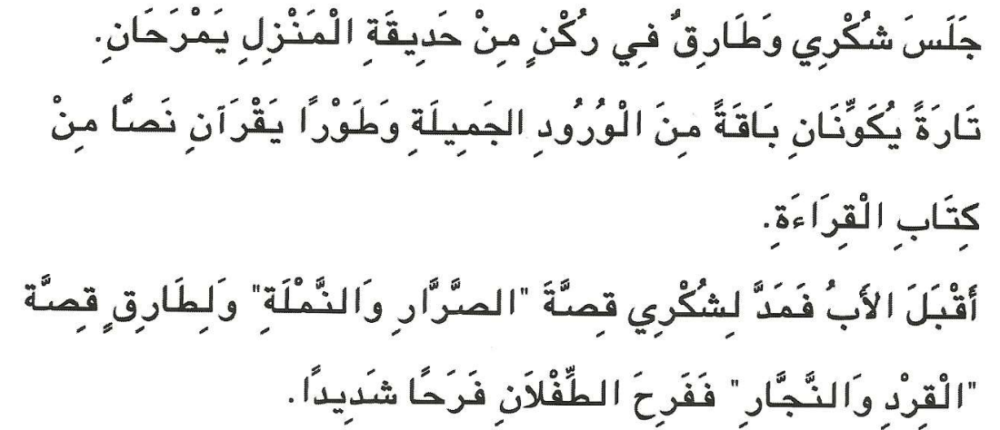 جَلَسَ شُكْرِي وَطَارِقٌ فِي رُكْنٍ مِنْ حَدِيقَةِ الْمَنْزِلِ يَمْرَحَانِ.
تَارَةً يُكَوِّنَانِ بَاقَةً مِنَ الْوُرُودِ الجَمِيلَةِ وَطَوْرًا يَقْرَآنِ نَصًّا مِنْ
كِتَابِ الْقِرَاءَةِ.
أَقْبَلَ الأَبُ فَمَدَّ لِشُكْرِي قِصَّةَ "الصَّرَّارِ وَالنَّمْلَةِ" وَلِطَارِقٍ قِصَّة
"الْقِرْدِ وَالنَّجَّارِ" فَفَرِحَ الطِّفْلاَنِ فَرَحًا شَدِيدًا.